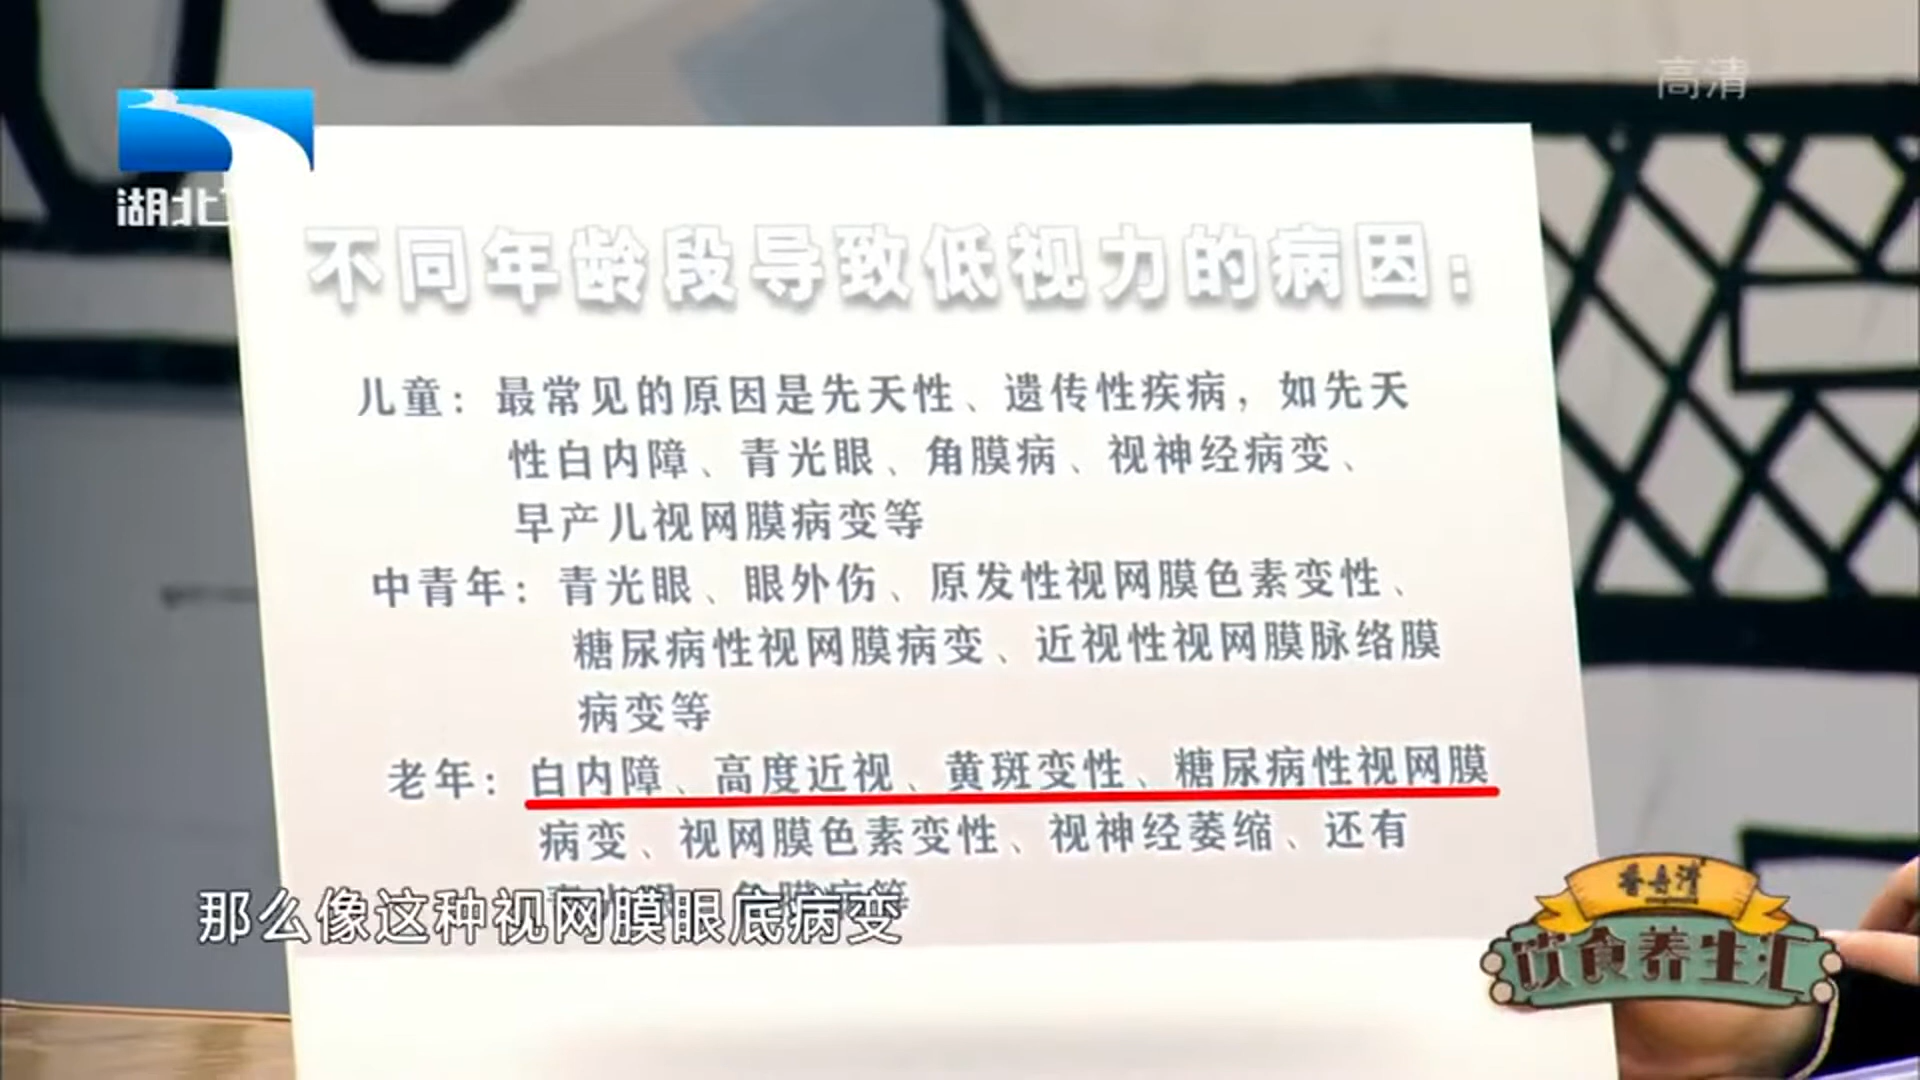 高清
湖北
不同年龄段导致低视力的病因：
儿童：最常见的原因是先天性、遗传性疾病，如先天
性白内障、青光眼、角膜病、视神经病变、
早产儿视网膜病变等
中青年：青光眼、眼外伤、原发性视网膜色素变性、
糖尿病性视网膜病变、近视性视网膜脉络膜
病变等
老年：白内障、高度近视、黄斑变性、糖尿病性视网膜
病变、视网膜色素变性、视神经萎缩、还有
青光眼、角膜病等
那么像这种视网膜眼底病变
饮食养生汇